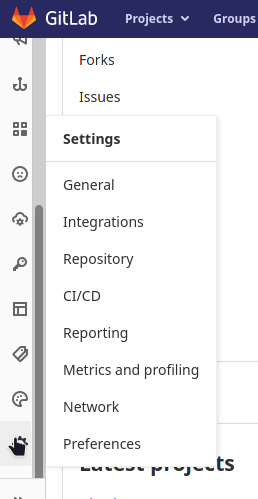 GitLab Projects Groups
Forks
Issues
Settings
General
Integrations
Repository
CI/CD
Reporting
Metrics and profiling
Network
Preferences
Latest projects